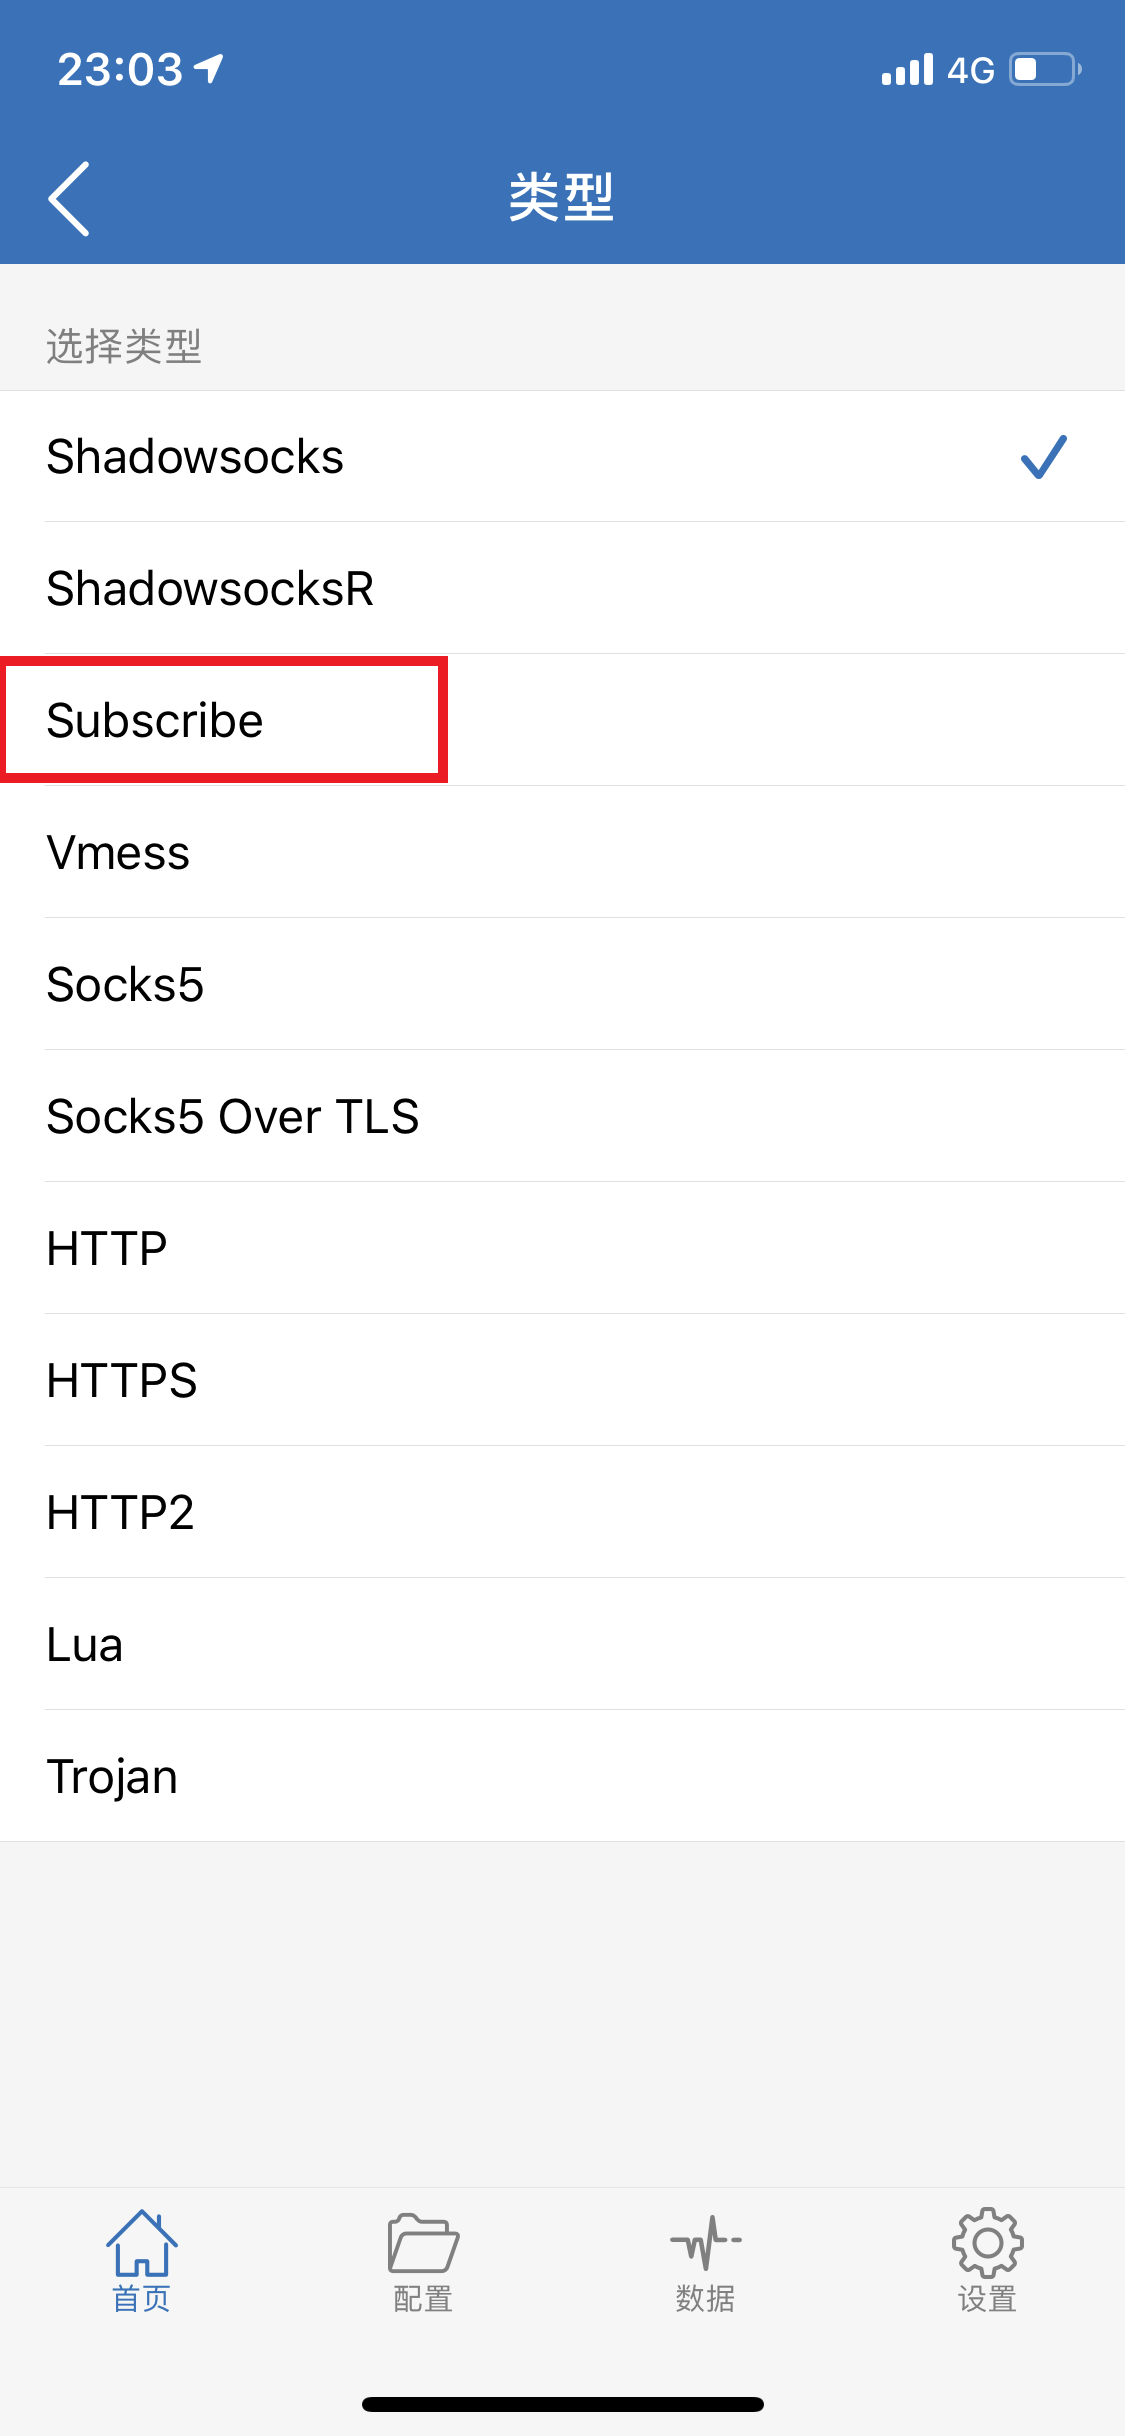 23:03 4G
类型
选择类型
Shadowsocks
ShadowsocksR
Subscribe
Vmess
Socks5
Socks5 Over TLS
HTTP
HTTPS
HTTP2
Lua
Trojan
首页 配置 数据 设置